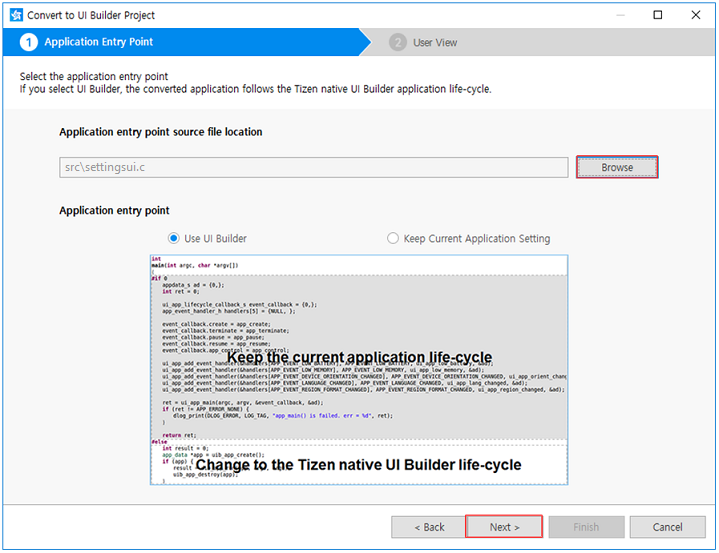 Convert to UI Builder Project
1 Application Entry Point
2 User View
Select the application entry point
If you select UI Builder, the converted application follows the Tizen native UI Builder application life-cycle.
Application entry point source file location
src\settingsui.c
Browse
Application entry point
Use UI Builder
Keep Current Application Setting
int
main(int argc, char *argv[])
{
#if 0
appdata_s ad = {0,};
int ret = 0;
ui_app_lifecycle_callback_s event_callback = {0,};
app_event_handler_h handlers[5] = {NULL, };
event_callback.create = app_create;
event_callback.terminate = app_terminate;
event_callback.pause = app_pause;
event_callback.resume = app_resume;
event_callback.app_control = app_control;
Keep the current application life-cycle
ui_app_add_event_handler(&handlers[APP_EVENT_LOW_BATTERY], APP_EVENT_LOW_BATTERY, ui_app_low_battery, &ad);
ui_app_add_event_handler(&handlers[APP_EVENT_LOW_MEMORY], APP_EVENT_LOW_MEMORY, ui_app_low_memory, &ad);
ui_app_add_event_handler(&handlers[APP_EVENT_DEVICE_ORIENTATION_CHANGED], APP_EVENT_DEVICE_ORIENTATION_CHANGED, ui_app_orient_chang
ui_app_add_event_handler(&handlers[APP_EVENT_LANGUAGE_CHANGED], APP_EVENT_LANGUAGE_CHANGED, ui_app_lang_changed, &ad);
ui_app_add_event_handler(&handlers[APP_EVENT_REGION_FORMAT_CHANGED], APP_EVENT_REGION_FORMAT_CHANGED, ui_app_region_changed, &ad);
ret = ui_app_main(argc, argv, &event_callback, &ad);
if (ret != APP_ERROR_NONE) {
dlog_print(DLOG_ERROR, LOG_TAG, "app_main() is failed. err = %d", ret);
}
return ret;
#else
int result = 0;
app_data *app = uib_app_create();
if (app) {
result =
Change to the Tizen native UI Builder life-cycle
uib_app_destroy(app);
}
< Back
Next >
Finish
Cancel